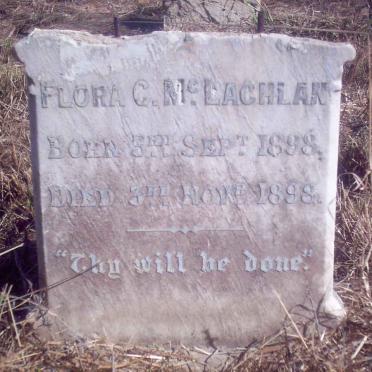 FLORA C. McLACHLAN
BORN 3RD SEPT 1898.
DIED 3RD NOVR 1898.
"Thy will be done."